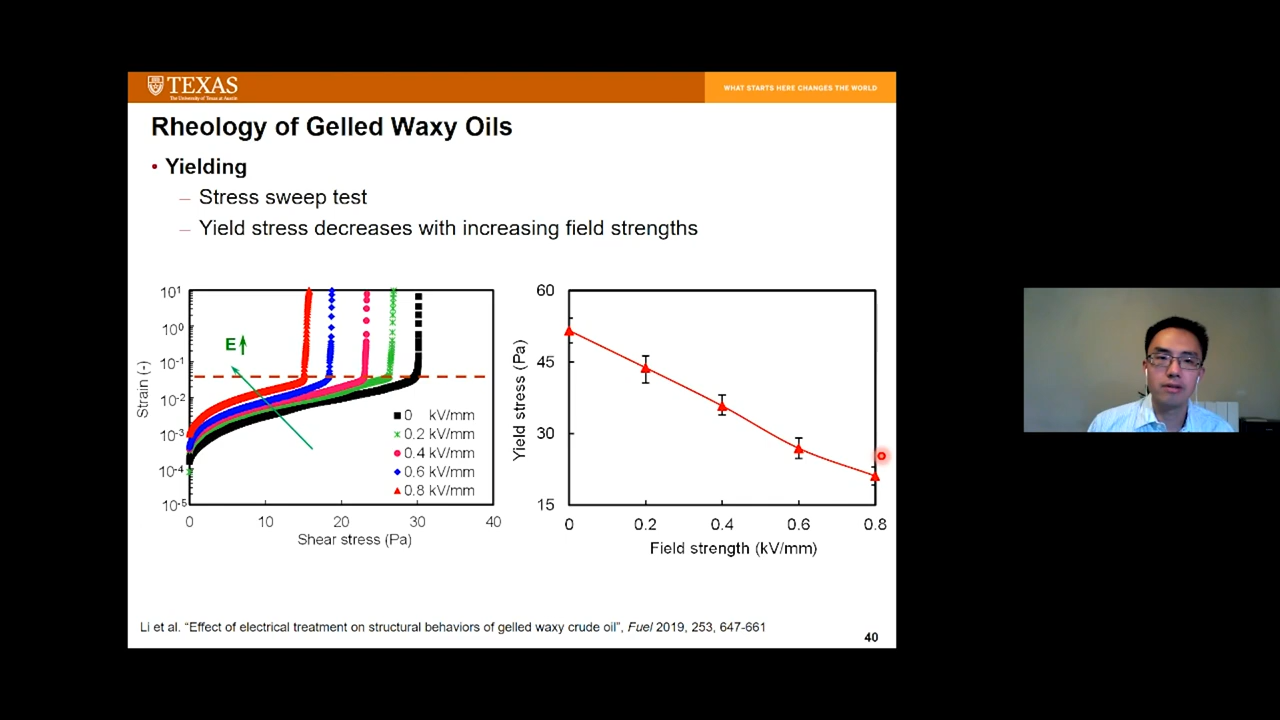 TEXAS
The University of Texas at Austin
WHAT STARTS HERE CHANGES THE WORLD
Rheology of Gelled Waxy Oils
• Yielding
– Stress sweep test
– Yield stress decreases with increasing field strengths
10¹
10⁰
10⁻¹
10⁻²
10⁻³
10⁻⁴
10⁻⁵
Strain (-)
E
0 kV/mm
0.2 kV/mm
0.4 kV/mm
0.6 kV/mm
0.8 kV/mm
0 10 20 30 40
Shear stress (Pa)
60
45
30
15
Yield stress (Pa)
0 0.2 0.4 0.6 0.8
Field strength (kV/mm)
Li et al. “Effect of electrical treatment on structural behaviors of gelled waxy crude oil”, Fuel 2019, 253, 647-661
40